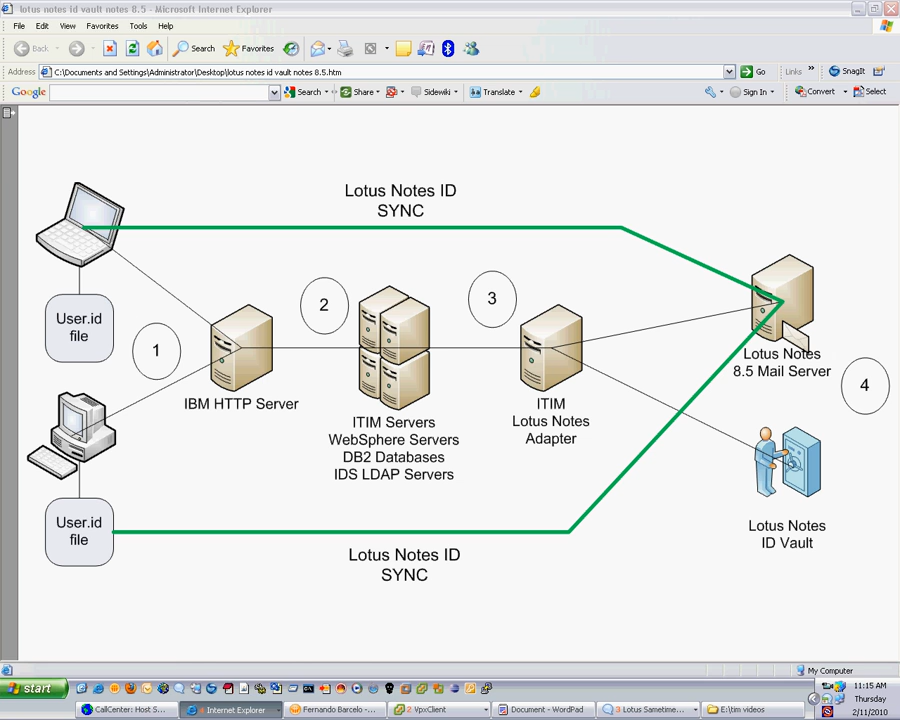 lotus notes id vault notes 8.5 - Microsoft Internet Explorer
File Edit View Favorites Tools Help
Back Search Favorites
Address C:\Documents and Settings\Administrator\Desktop\lotus notes id vault notes 8.5.htm Go Links » SnagIt
Google Search Share Sidewiki Translate Sign In Convert Select
Lotus Notes ID
SYNC
User.id
file
1
2
3
IBM HTTP Server
ITIM Servers
WebSphere Servers
DB2 Databases
IDS LDAP Servers
ITIM
Lotus Notes
Adapter
Lotus Notes
8.5 Mail Server
4
User.id
file
Lotus Notes
ID Vault
Lotus Notes ID
SYNC
My Computer
start
11:15 AM
Thursday
2/11/2010
CallCenter: Host S... Internet Explorer Fernando Barcelo -... 2 VpxClient Document - WordPad 3 Lotus Sametime... E:\tim videos